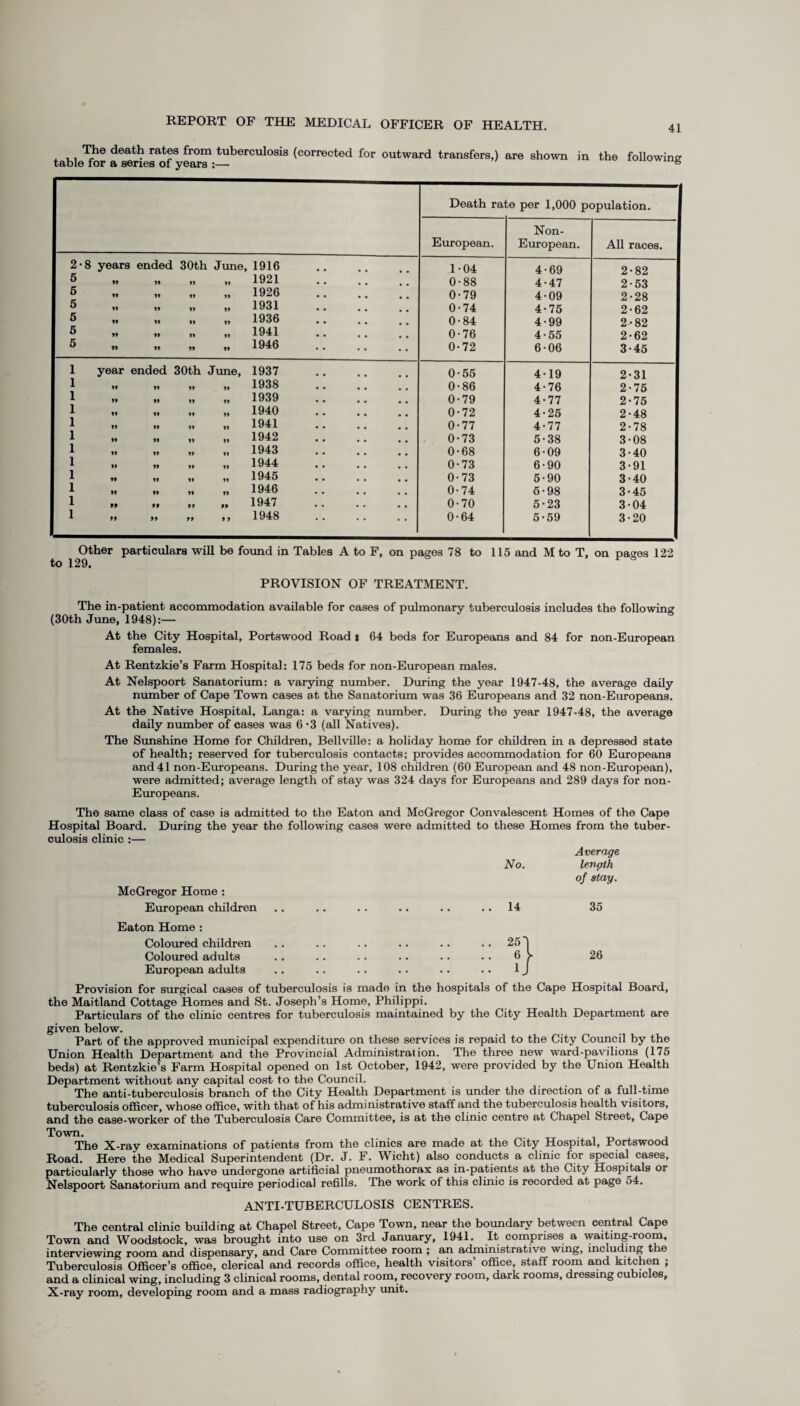 REPORT OF THE MEDICAL OFFICER OF HEALTH.
41
The death rates from tuberculosis (corrected for outward transfers,) are shown in the following
table for a series of years :—
Death rate per 1,000 population.
European. Non-European. All races.
2·8 years ended 30th June, 1916 .. .. .. 1·04 4·69 2·82
5 „ „ „ „ 1921 .. .. .. 0·88 4·47 2·53
5 „ „ „ „ 1926 .. .. .. 0·79 4·09 2·28
5 „ „ „ „ 1931 .. .. .. 0·74 4·75 2·62
5 „ „ „ „ 1936 .. .. .. 0·84 4·99 2·82
5 „ „ „ „ 1941 .. .. .. 0·76 4·55 2·62
5 „ „ „ „ 1946 .. .. .. 0·72 6·06 3·45
1 year ended 30th June, 1937 .. .. .. 0·55 4·19 2·31
1 „ „ „ „ 1938 .. .. .. 0·86 4·76 2·75
1 „ „ „ „ 1939 .. .. .. 0·79 4·77 2·75
1 „ „ „ „ 1940 .. .. .. 0·72 4·25 2·48
1 „ „ „ „ 1941 .. .. .. 0·77 4·77 2·78
1 „ „ „ „ 1942 .. .. .. 0·73 5·38 3·08
1 „ „ „ „ 1943 .. .. .. 0·68 6·09 3·40
1 „ „ „ „ 1944 .. .. .. 0·73 6·90 3·91
1 „ „ „ „ 1945 .. .. .. 0·73 5·90 3·40
1 „ „ „ „ 1946 .. .. .. 0·74 5·98 3·45
1 „ „ „ „ 1947 .. .. .. 0·70 5·23 3·04
1 „ „ „ „ 1948 .. .. .. 0·64 5·59 3·20
Other particulars will be found in Tables A to F, on pages 78 to 115 and M to T, on pages 122
to 129.
PROVISION OF TREATMENT.
The in-patient accommodation available for cases of pulmonary tuberculosis includes the following
(30th June, 1948):—
At the City Hospital, Portswood Road : 64 beds for Europeans and 84 for non-European
females.
At Rentzkie's Farm Hospital: 175 beds for non-European males.
At Nelspoort Sanatorium: a varying number. During the year 1947-48, the average daily
number of Cape Town cases at the Sanatorium was 36 Europeans and 32 non-Europeans.
At the Native Hospital, Langa: a varying number. During the year 1947-48, the average
daily number of cases was 6·3 (all Natives).
The Sunshine Home for Children, Bellville: a holiday home for children in a depressed state
of health; reserved for tuberculosis contacts; provides accommodation for 60 Europeans
and 41 non-Europeans. During the year, 108 children (60 European and 48 non-European),
were admitted; average length of stay was 324 days for Europeans and 289 days for non-
Europeans.
The same class of case is admitted to the Eaton and McGregor Convalescent Homes of the Cape
Hospital Board. During the year the following cases were admitted to these Homes from the tuber-
culosis clinic :—
Average
No. length
of stay.
McGregor Home :
European children .. .. .. .. .. .. 14 35
Eaton Home :
Coloured children .. .. .. .. .. .. 25
Coloured adults .. .. .. .. .. .. 6 } 26
European adults .. .. .. .. .. .. 1
Provision for surgical cases of tuberculosis is made in the hospitals of the Cape Hospital Board,
the Maitland Cottage Homes and St. Joseph's Home, Philippi.
Particulars of the clinic centres for tuberculosis maintained by the City Health Department are
given below.
Part of the approved municipal expenditure on these services is repaid to the City Council by the
Union Health Department and the Provincial Administration. The three new ward-pavilions (175
beds) at Rentzkie's Farm Hospital opened on 1st October, 1942, were provided by the Union Health
Department without any capital cost to the Council.
The anti-tuberculosis branch of the City Health Department is under the direction of a full-time
tuberculosis officer, whose office, with that of his administrative staff and the tuberculosis health visitors,
and the case-worker of the Tuberculosis Care Committee, is at the clinic centre at Chapel Street, Cape
Town.
The X-ray examinations of patients from the clinics are made at the City Hospital, Portswood
Road. Here the Medical Superintendent (Dr. J. F. Wicht) also conducts a clinic for special cases,
particularly those who have undergone artificial pneumothorax as in-patients at the City Hospitals or
Nelspoort Sanatorium and require periodical refills. The work of this clinic is recorded at page 54.
ANTI-TUBERCULOSIS CENTRES.
The central clinic building at Chapel Street, Cape Town, near the boundary between central Cape
Town and Woodstock, was brought into use on 3rd January, 1941. It comprises a waiting-room,
interviewing room and dispensary, and Care Committee room ; an administrative wing, including the
Tuberculosis Officer's office, clerical and records office, health visitors' office, staff room and kitchen ;
and a clinical wing, including 3 clinical rooms, dental room, recovery room, dark rooms, dressing cubicles,
X-ray room, developing room and a mass radiography unit.